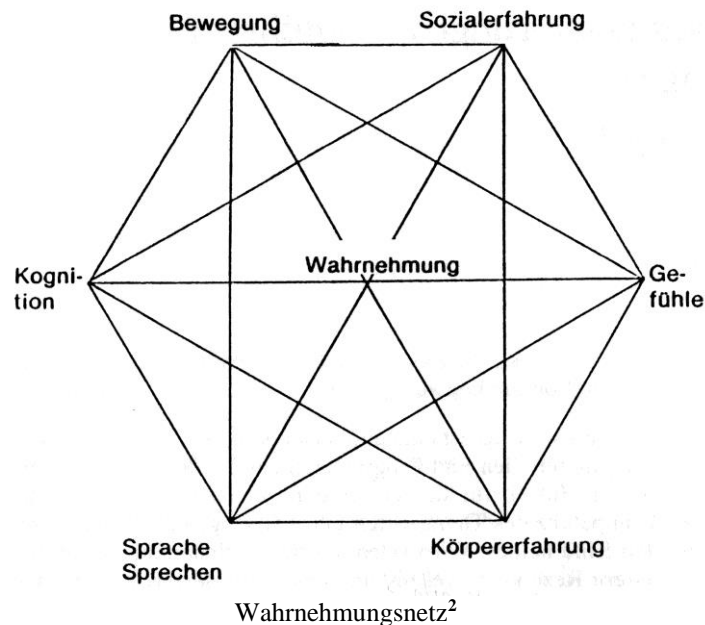 Bewegung
Sozialerfahrung
Wahrnehmung
Kogni-
tion
Ge-
fühle
Sprache
Sprechen
Körpererfahrung
Wahrnehmungsnetz²